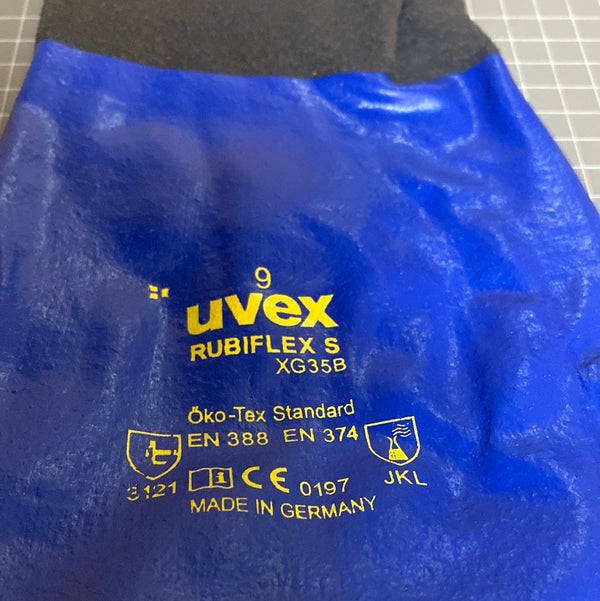 9
uvex
RUBIFLEX S
XG35B
Öko-Tex Standard
EN 388 EN 374
3121
CE 0197
JKL
MADE IN GERMANY